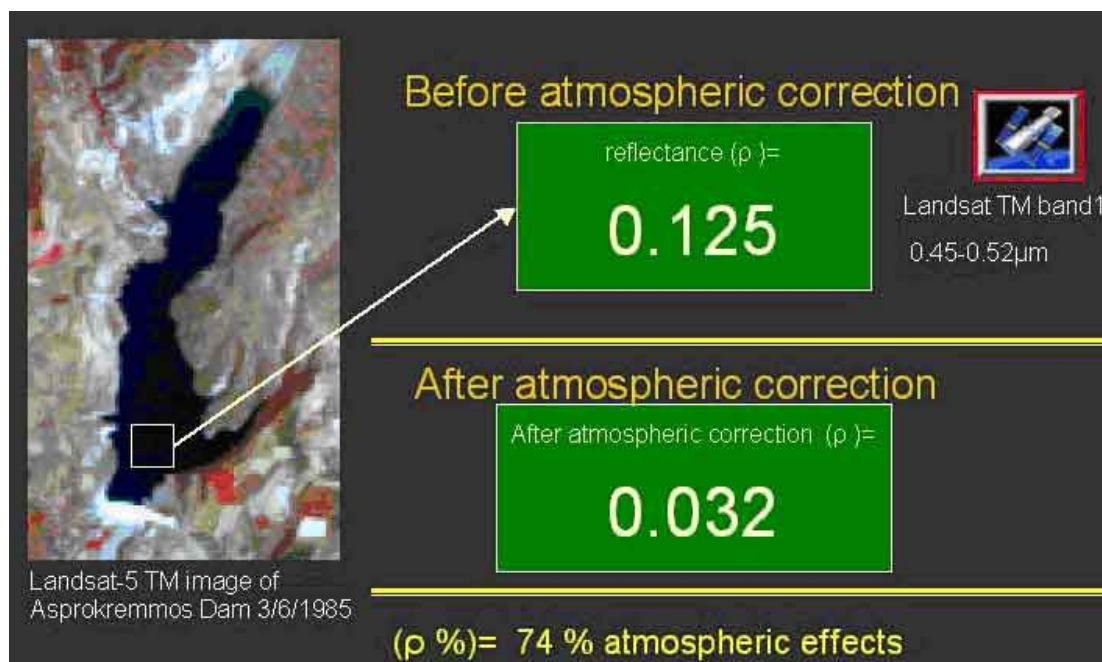 Before atmospheric correction
reflectance (ρ )=
0.125
Landsat TM band1
0.45-0.52µm
After atmospheric correction
After atmospheric correction (ρ )=
0.032
Landsat-5 TM image of
Asprokremmos Dam 3/6/1985
(ρ %)= 74 % atmospheric effects